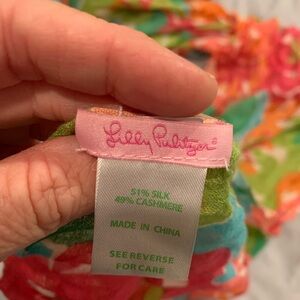 Lilly Pulitzer®
51% SILK
49% CASHMERE
MADE IN CHINA
SEE REVERSE
FOR CARE